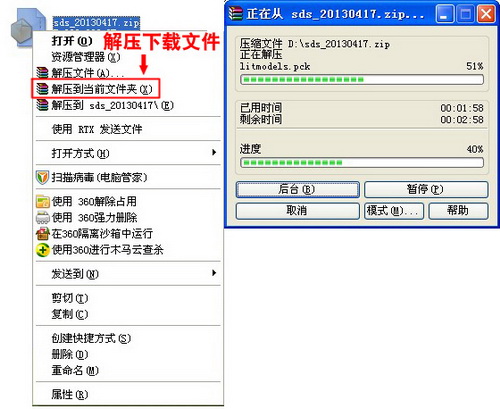 sds_20130417.zip
打开(O)
解压下载文件
资源管理器(X)
解压文件(A)...
解压到当前文件夹(X)
解压到 sds_20130417\(E)
使用 RTX 发送文件
打开方式(H)
扫描病毒(电脑管家)
使用 360解除占用
使用 360强力删除
在360隔离沙箱中运行
使用360进行木马云查杀
发送到(N)
剪切(T)
复制(C)
创建快捷方式(S)
删除(D)
重命名(M)
属性(R)
正在从 sds_20130417.zip...
压缩文件 D:\sds_20130417.zip
正在解压
litmodels.pck 51%
已用时间 00:01:58
剩余时间 00:02:58
进度 40%
后台(B) 暂停(P)
取消 模式(M)... 帮助